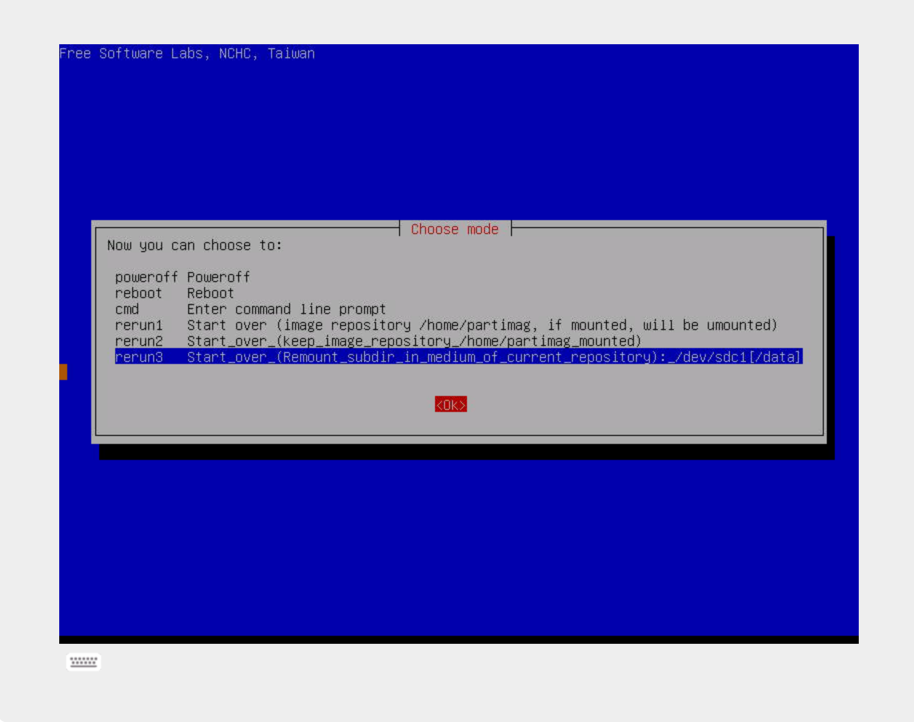 Free Software Labs, NCHC, Taiwan
Choose mode
Now you can choose to:
poweroff Poweroff
reboot Reboot
cmd Enter command line prompt
rerun1 Start over (image repository /home/partimag, if mounted, will be umounted)
rerun2 Start_over_(keep_image_repository_/home/partimag_mounted)
rerun3 Start_over_(Remount_subdir_in_medium_of_current_repository):_/dev/sdc1[/data]
<Ok>